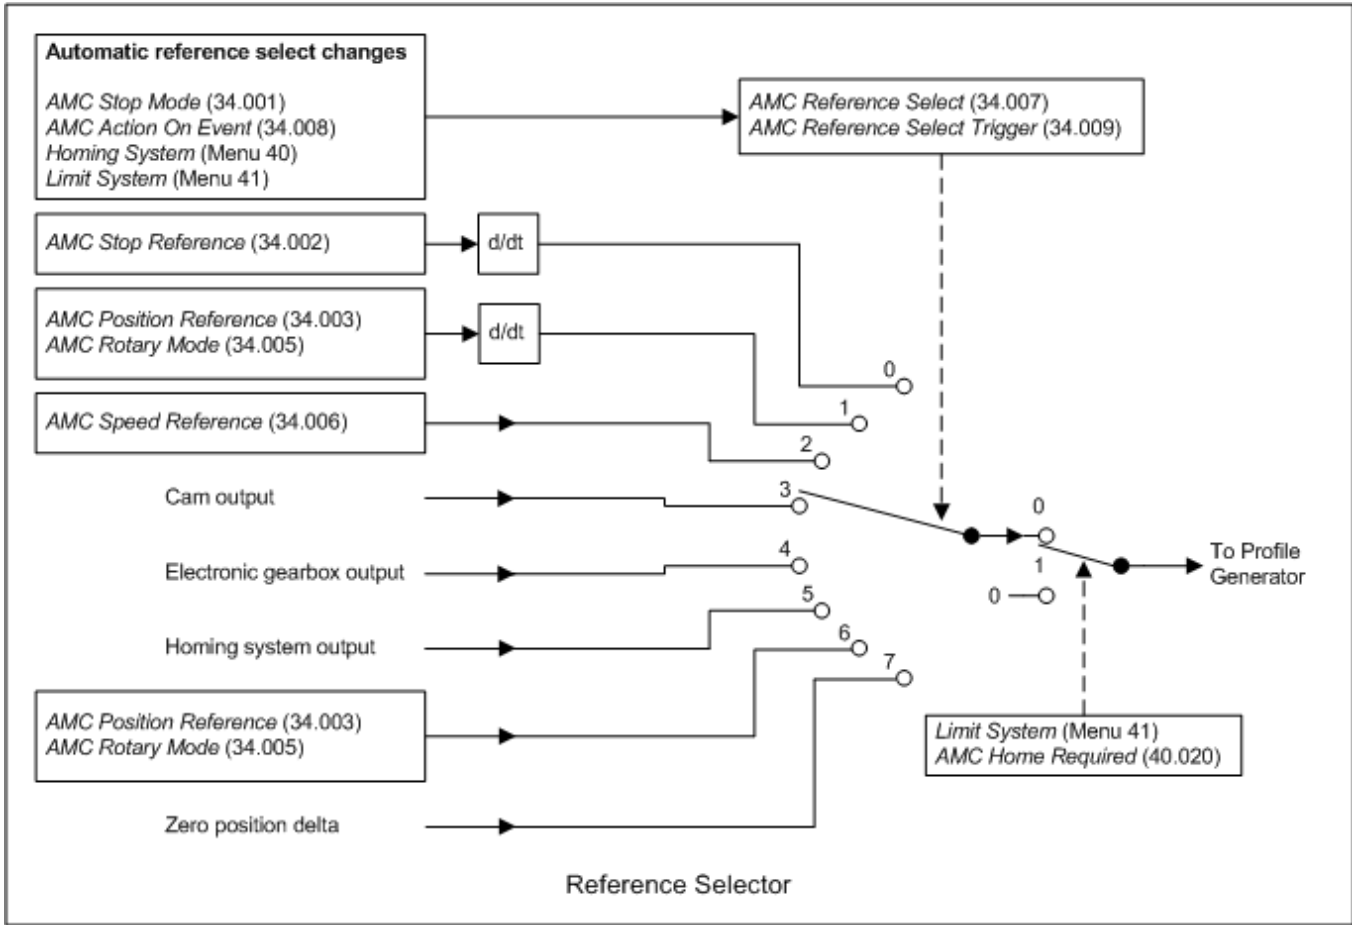 Automatic reference select changes
AMC Stop Mode (34.001)
AMC Action On Event (34.008)
Homing System (Menu 40)
Limit System (Menu 41)
AMC Reference Select (34.007)
AMC Reference Select Trigger (34.009)
AMC Stop Reference (34.002)
d/dt
AMC Position Reference (34.003)
AMC Rotary Mode (34.005)
d/dt
0
1
AMC Speed Reference (34.006)
2
Cam output
3
0
Electronic gearbox output
4
1
To Profile
Generator
5
0
Homing system output
6
7
AMC Position Reference (34.003)
AMC Rotary Mode (34.005)
Limit System (Menu 41)
AMC Home Required (40.020)
Zero position delta
Reference Selector